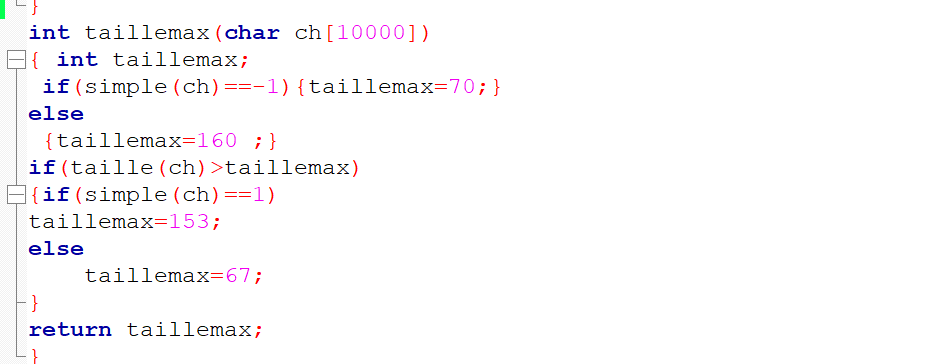 }
int taillemax(char ch[10000])
{ int taillemax;
 if(simple(ch)==-1){taillemax=70;}
else
 {taillemax=160 ;}
if(taille(ch)>taillemax)
{if(simple(ch)==1)
taillemax=153;
else
    taillemax=67;
}
return taillemax;
}